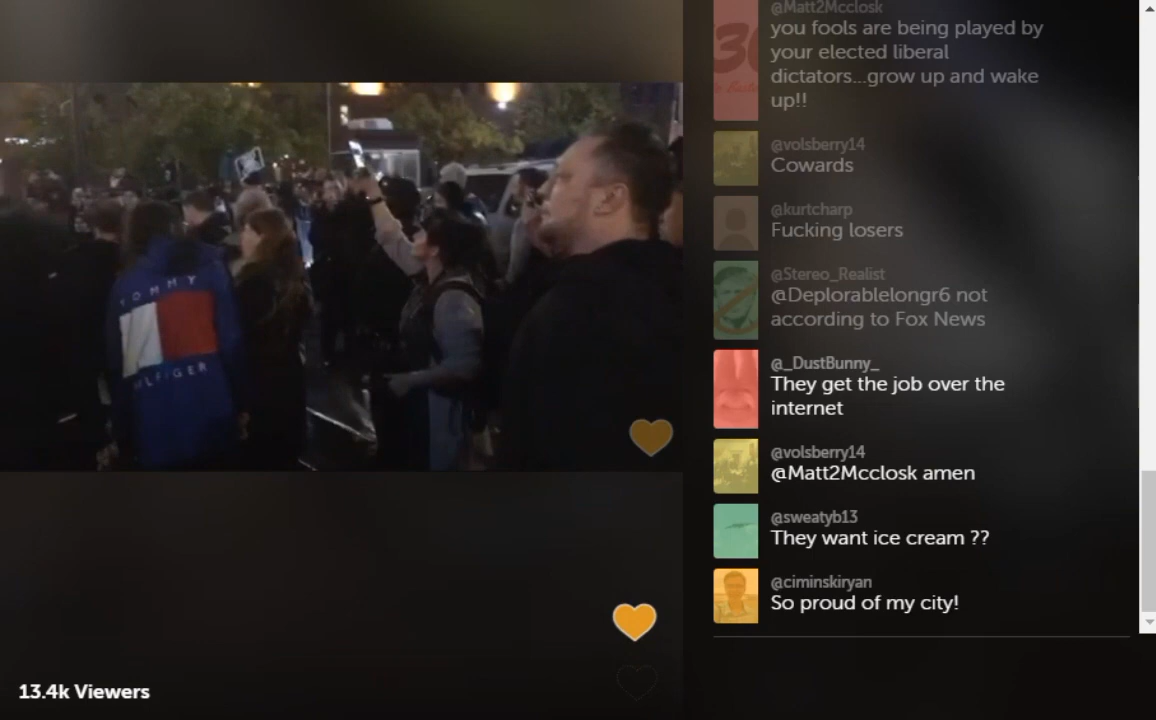 TOMMY
HILFIGER
13.4k Viewers
@Matt2Mcclosk
you fools are being played by
your elected liberal
dictators...grow up and wake
up!!
@volsberry14
Cowards
@kurtcharp
Fucking losers
@Stereo_Realist
@Deplorablelongr6 not
according to Fox News
@_DustBunny_
They get the job over the
internet
@volsberry14
@Matt2Mcclosk amen
@sweatyb13
They want ice cream ??
@ciminskiryan
So proud of my city!